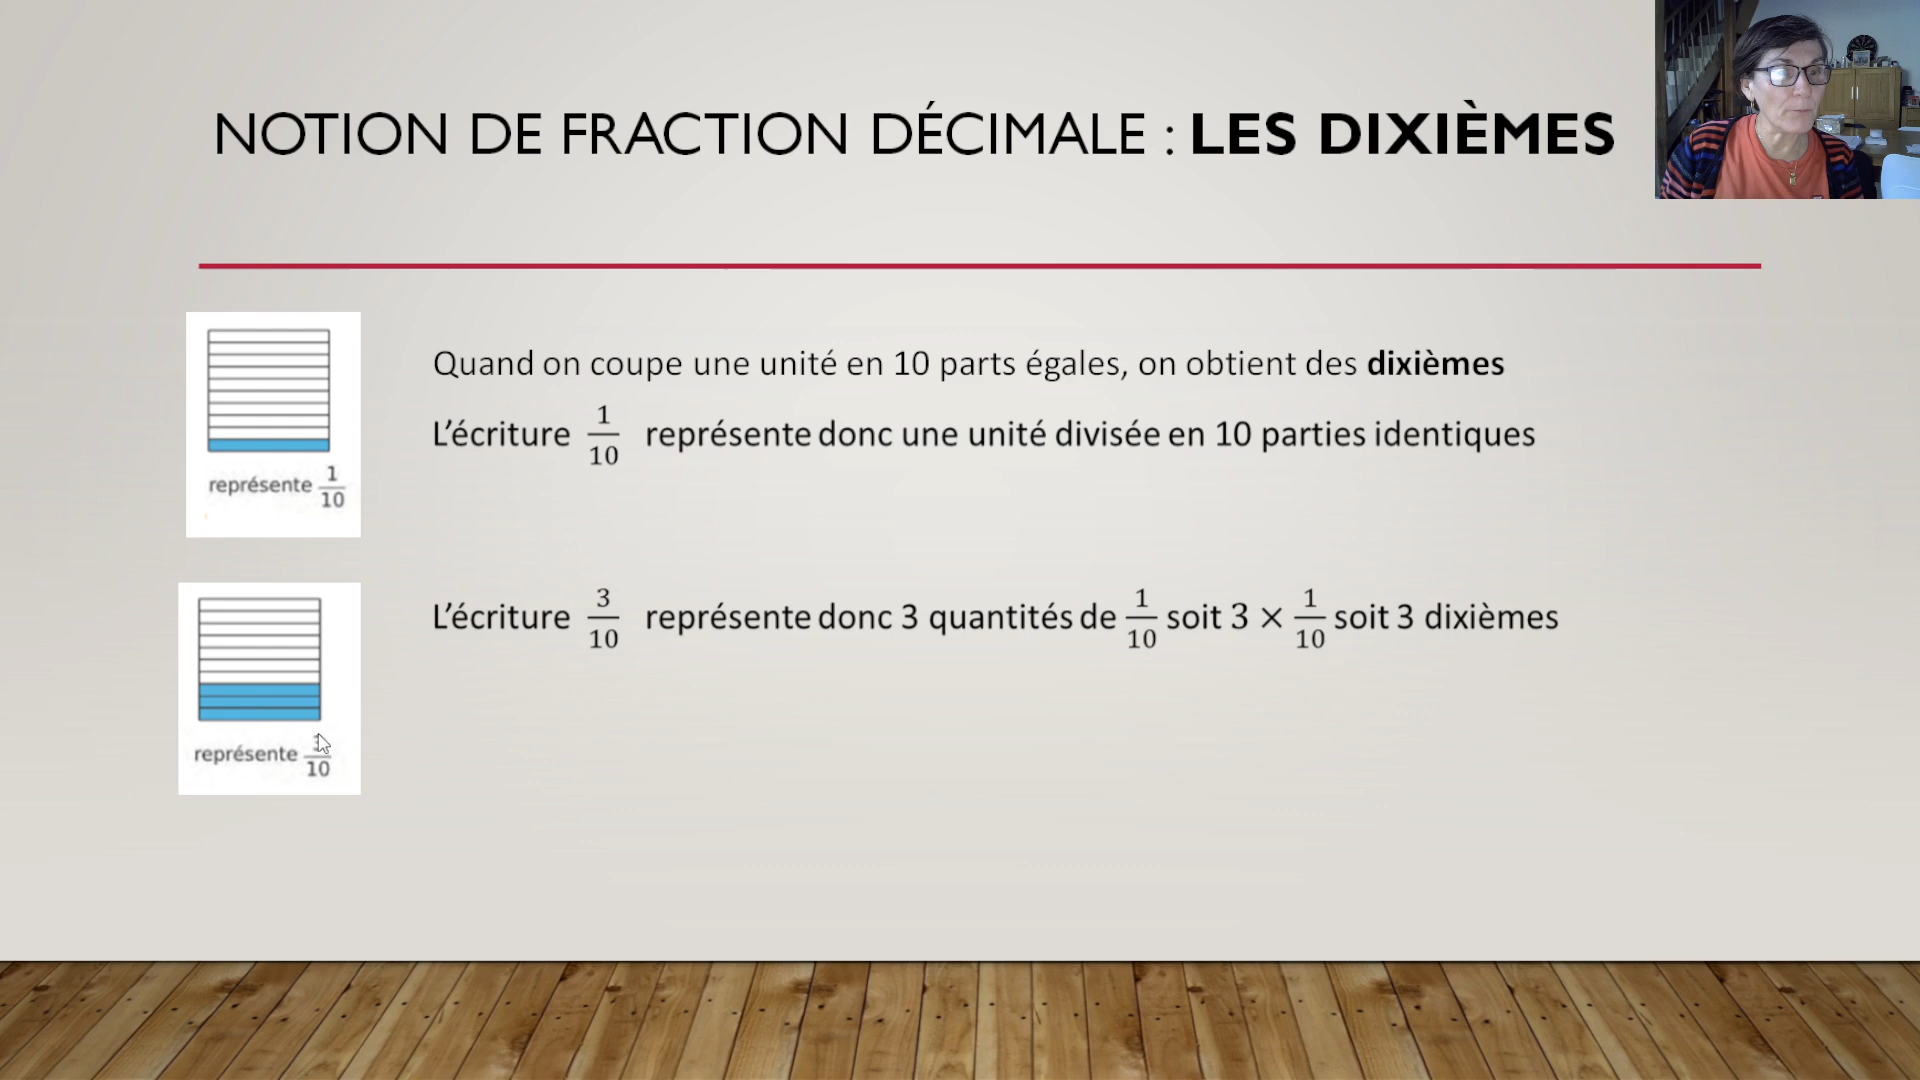 NOTION DE FRACTION DÉCIMALE : LES DIXIÈMES
Quand on coupe une unité en 10 parts égales, on obtient des dixièmes
L'écriture 1/10 représente donc une unité divisée en 10 parties identiques
représente 1/10
L'écriture 3/10 représente donc 3 quantités de 1/10 soit 3 × 1/10 soit 3 dixièmes
représente /10